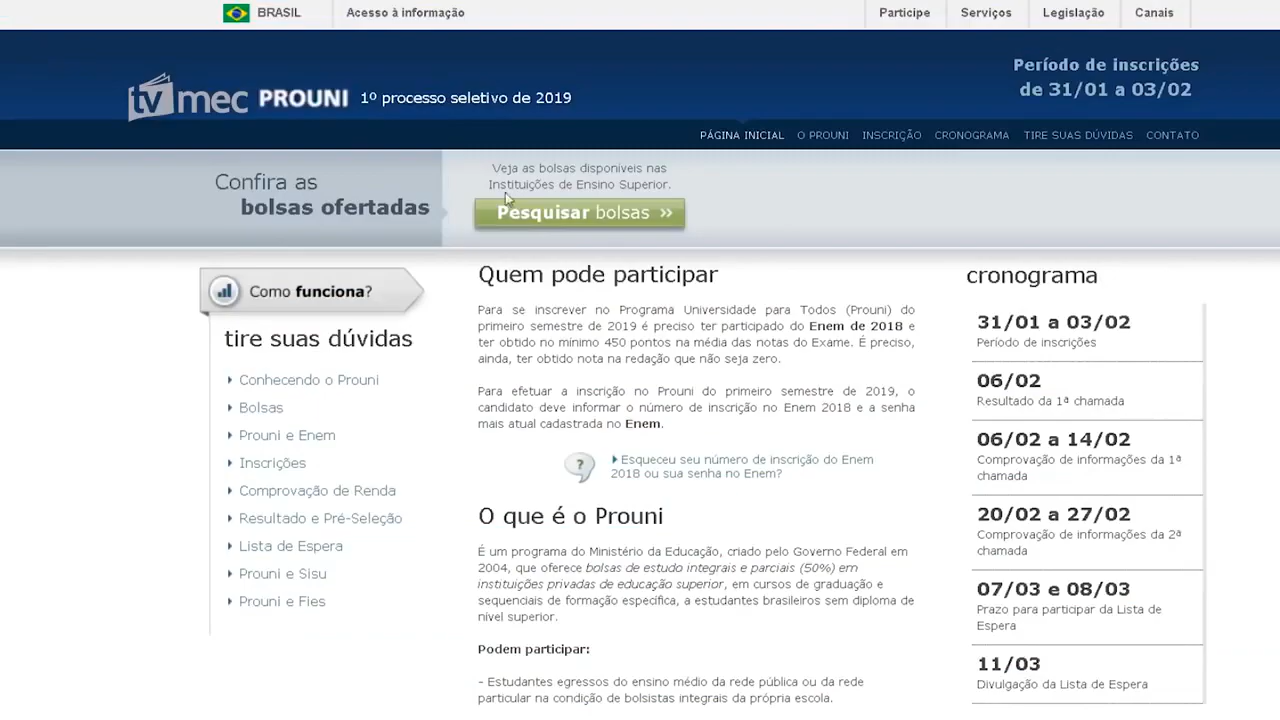 BRASIL
Acesso à informação
Participe
Serviços
Legislação
Canais
tv mec PROUNI 1º processo seletivo de 2019
Período de inscrições
de 31/01 a 03/02
PÁGINA INICIAL
O PROUNI
INSCRIÇÃO
CRONOGRAMA
TIRE SUAS DÚVIDAS
CONTATO
Confira as
bolsas ofertadas
Veja as bolsas disponiveis nas
Instituições de Ensino Superior.
Pesquisar bolsas »
Como funciona?
tire suas dúvidas
Conhecendo o Prouni
Bolsas
Prouni e Enem
Inscrições
Comprovação de Renda
Resultado e Pré-Seleção
Lista de Espera
Prouni e Sisu
Prouni e Fies
Quem pode participar
Para se inscrever no Programa Universidade para Todos (Prouni) do
primeiro semestre de 2019 é preciso ter participado do Enem de 2018 e
ter obtido no mínimo 450 pontos na média das notas do Exame. É preciso,
ainda, ter obtido nota na redação que não seja zero.
Para efetuar a inscrição no Prouni do primeiro semestre de 2019, o
candidato deve informar o número de inscrição no Enem 2018 e a senha
mais atual cadastrada no Enem.
?
Esqueceu seu número de inscrição do Enem
2018 ou sua senha no Enem?
O que é o Prouni
É um programa do Ministério da Educação, criado pelo Governo Federal em
2004, que oferece bolsas de estudo integrais e parciais (50%) em
instituições privadas de educação superior, em cursos de graduação e
sequenciais de formação específica, a estudantes brasileiros sem diploma de
nível superior.
Podem participar:
- Estudantes egressos do ensino médio da rede pública ou da rede
particular na condição de bolsistas integrais da própria escola.
cronograma
31/01 a 03/02
Período de inscrições
06/02
Resultado da 1ª chamada
06/02 a 14/02
Comprovação de informações da 1ª
chamada
20/02 a 27/02
Comprovação de informações da 2ª
chamada
07/03 e 08/03
Prazo para participar da Lista de
Espera
11/03
Divulgação da Lista de Espera